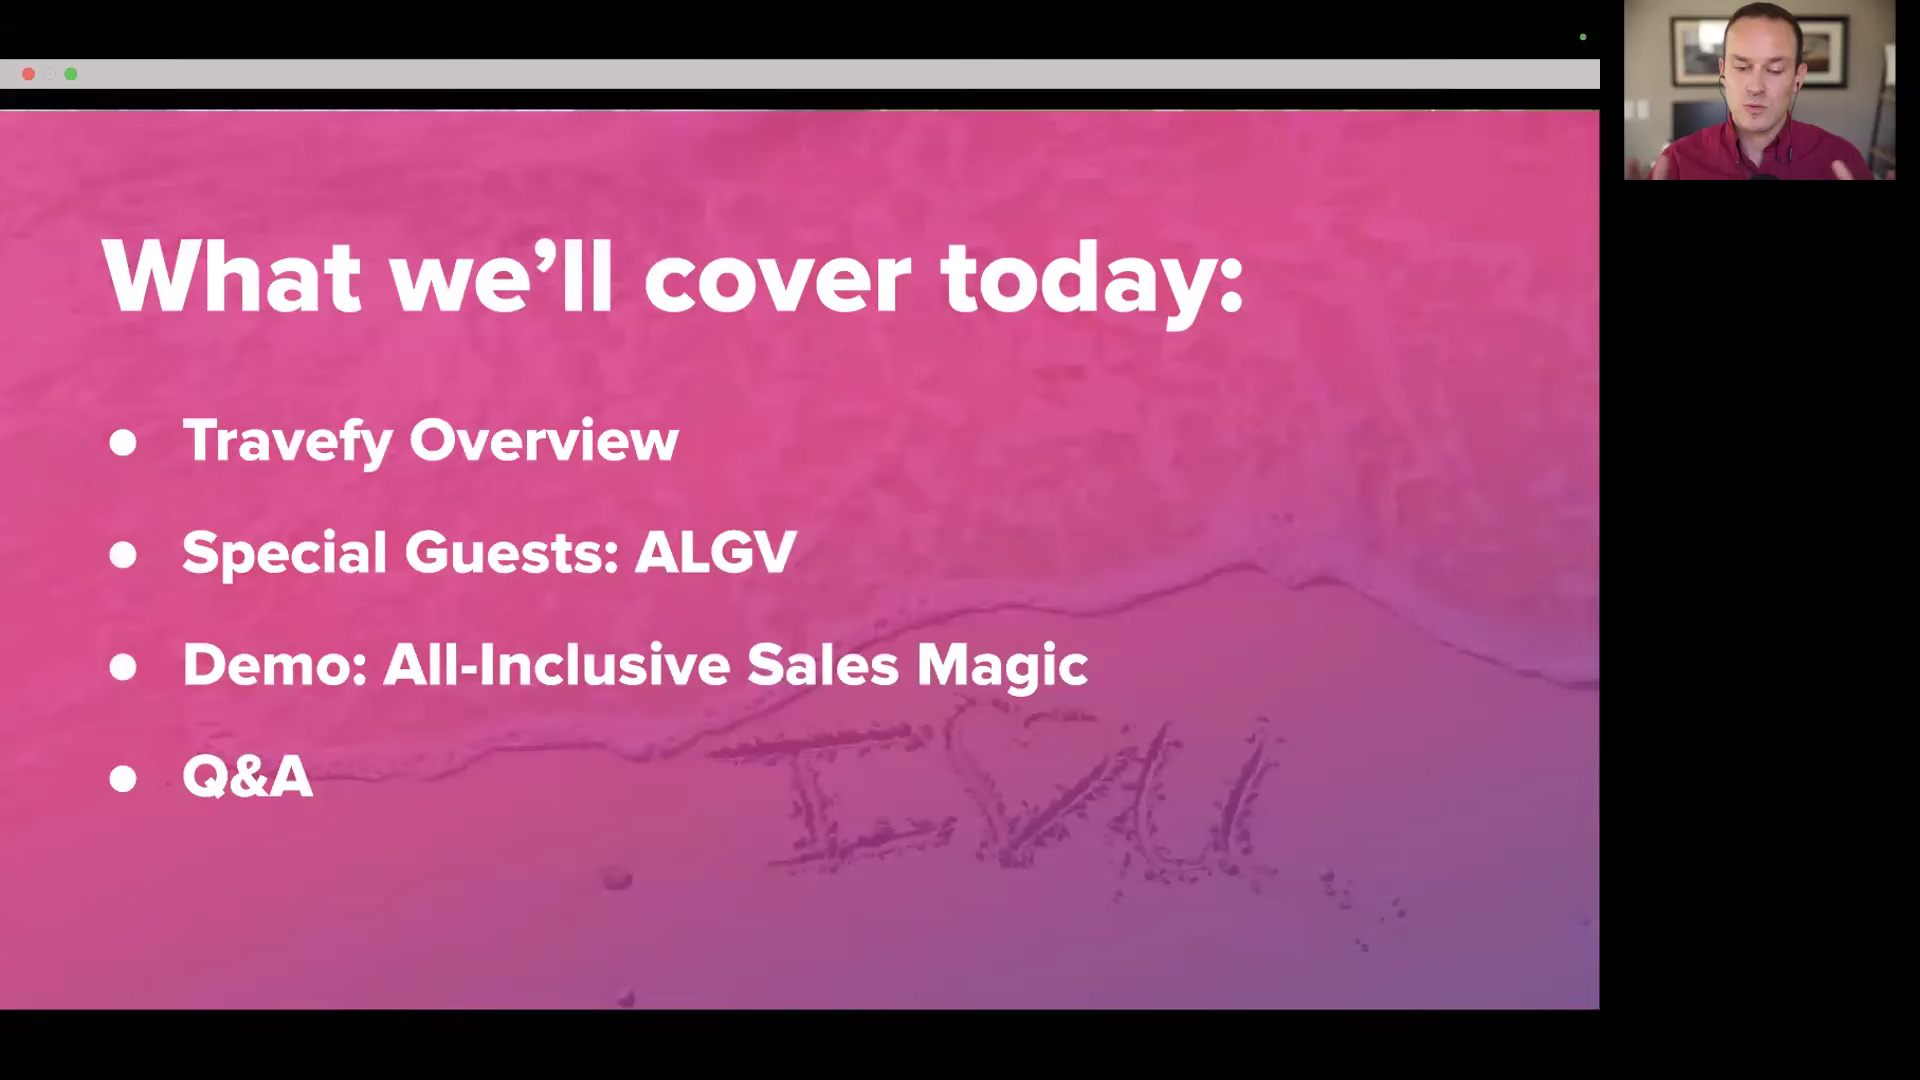 What we’ll cover today:
● Travefy Overview
● Special Guests: ALGV
● Demo: All-Inclusive Sales Magic
● Q&A
I ♥ U